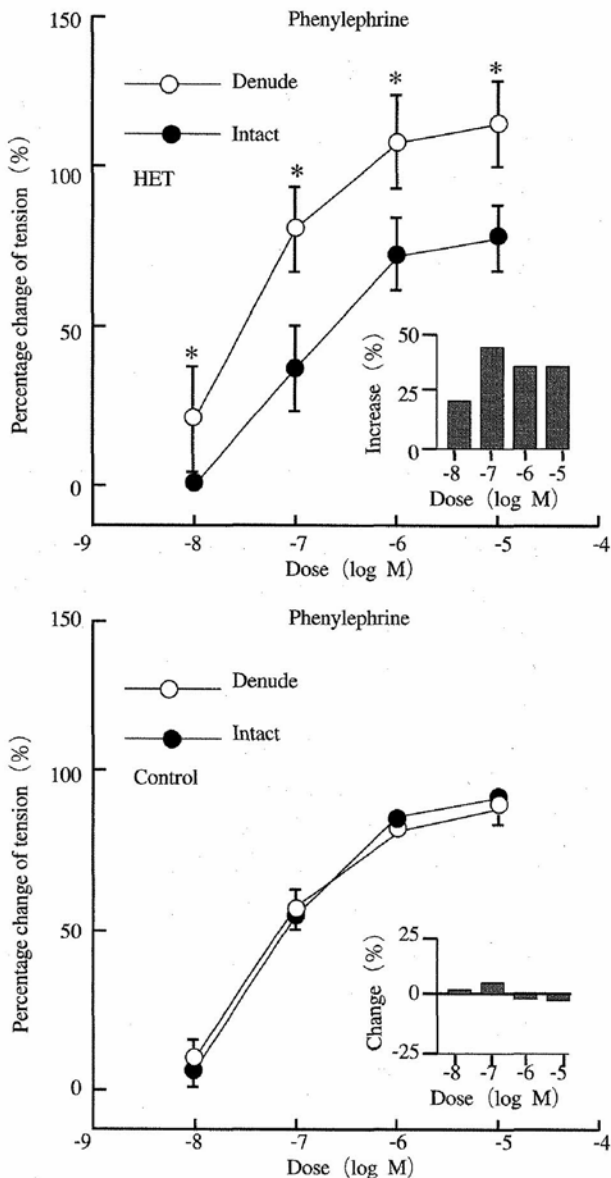 Phenylephrine
150
100
50
0
Percentage change of tension (%)
Denude
Intact
HET
*
*
*
*
50
25
0
Increase (%)
-8 -7 -6 -5
Dose (log M)
-9 -8 -7 -6 -5 -4
Dose (log M)
Phenylephrine
150
100
50
0
Percentage change of tension (%)
Denude
Intact
Control
25
0
-25
Change (%)
-8 -7 -6 -5
Dose (log M)
-9 -8 -7 -6 -5 -4
Dose (log M)